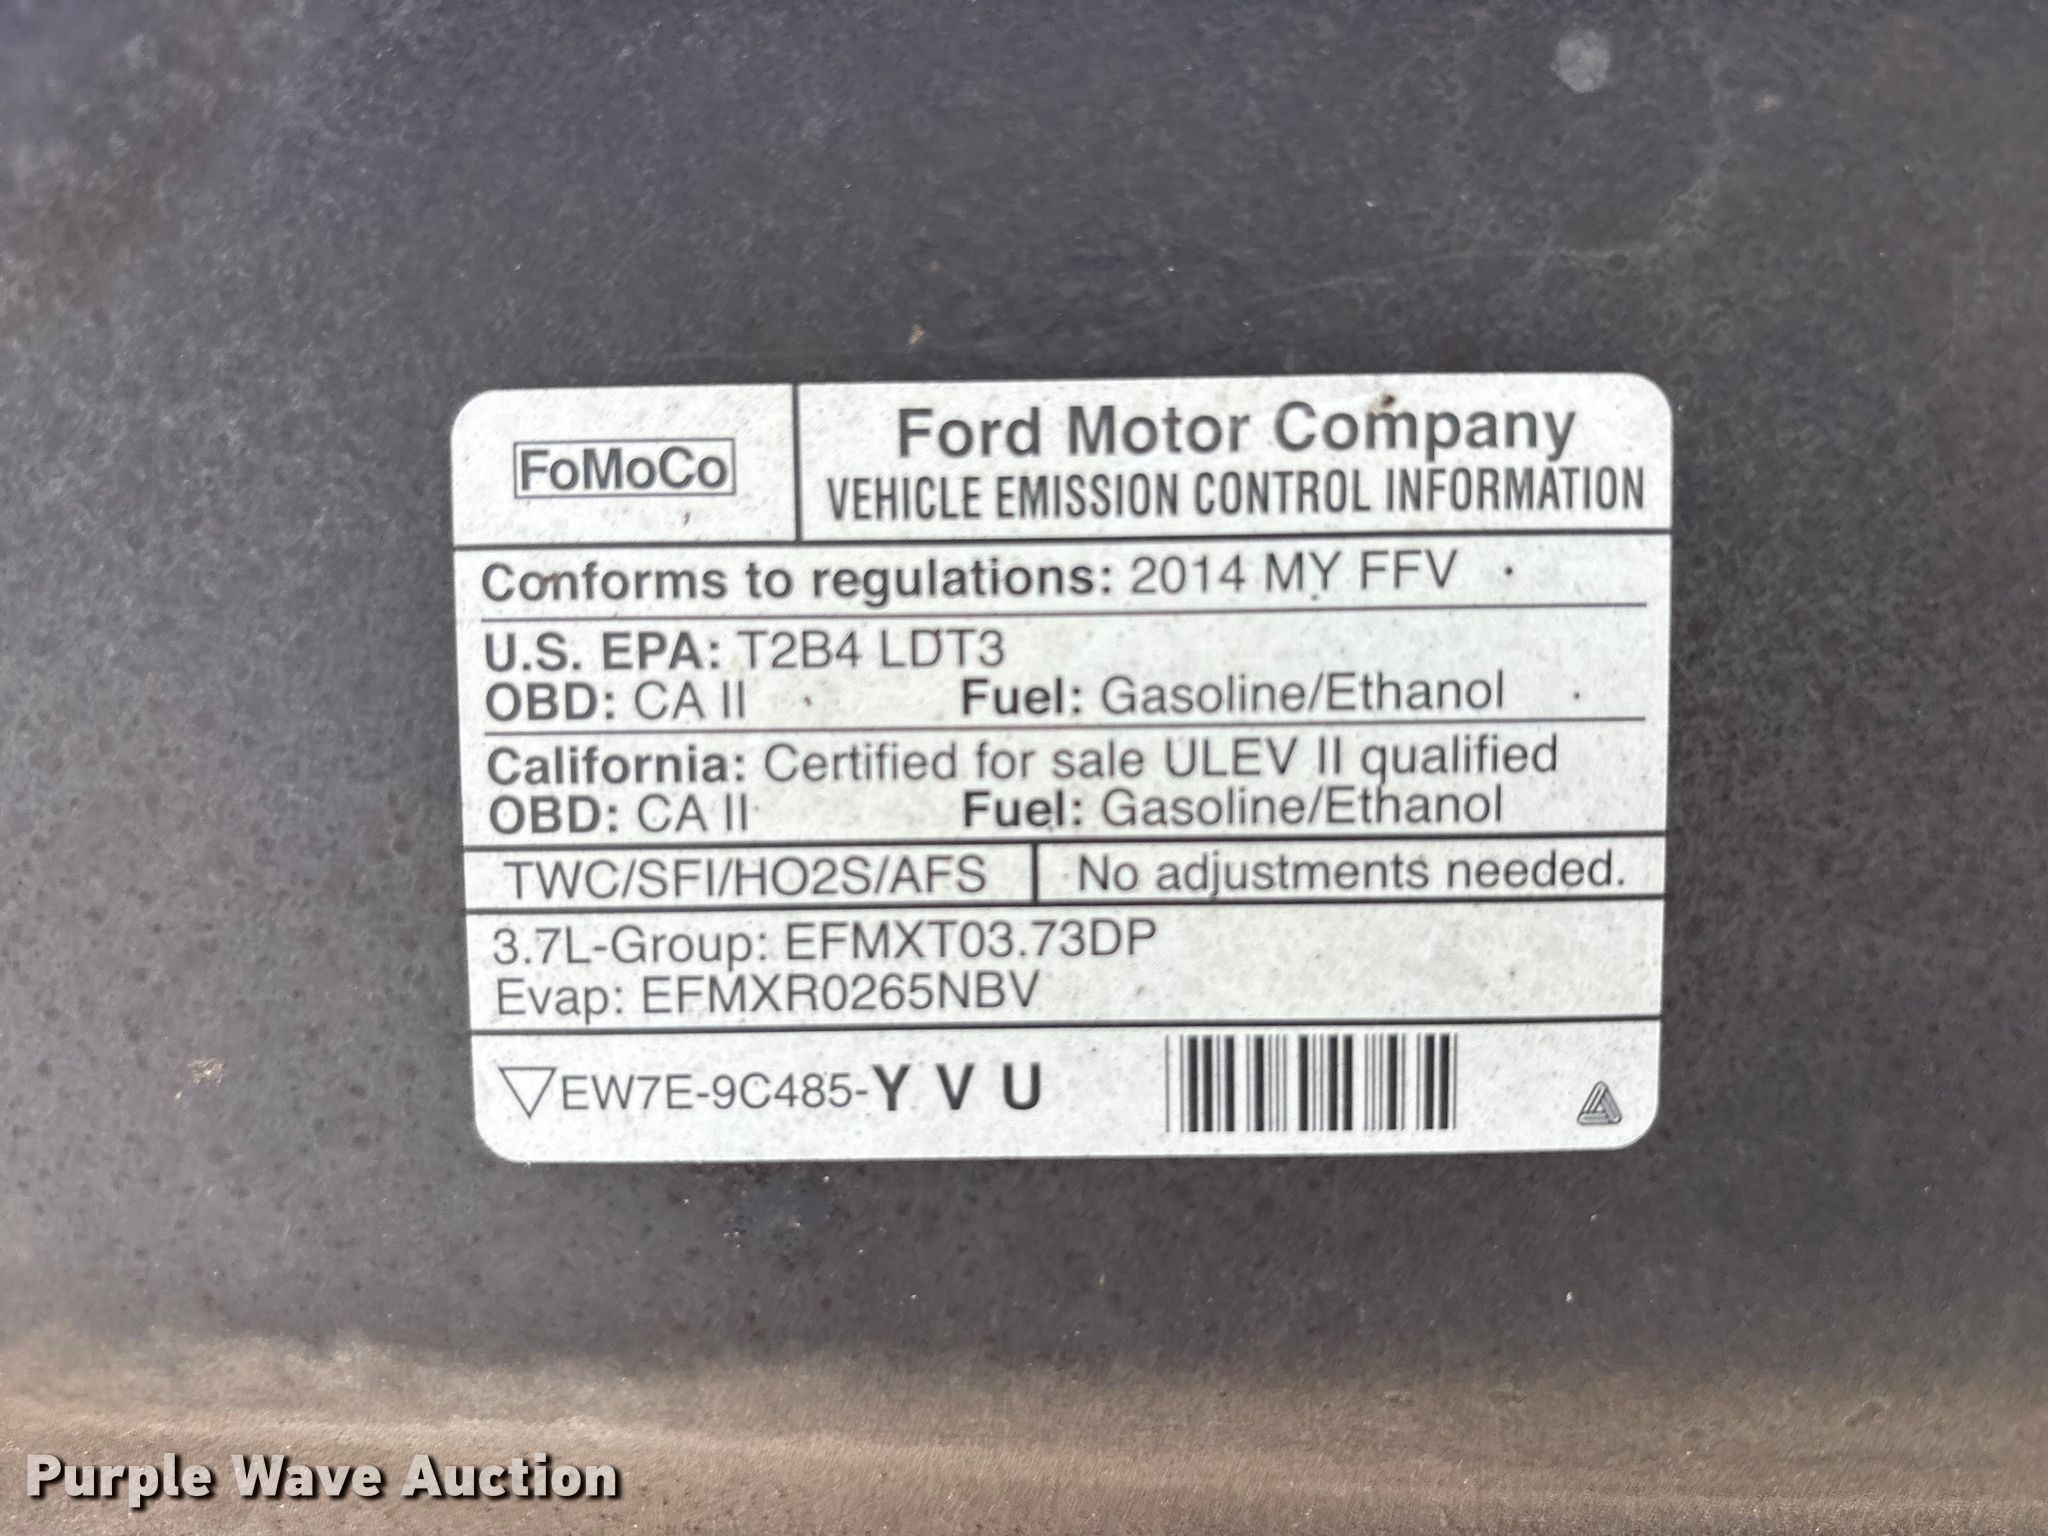 FoMoCo
Ford Motor Company
VEHICLE EMISSION CONTROL INFORMATION
Conforms to regulations: 2014 MY FFV
U.S. EPA: T2B4 LDT3
OBD: CA II Fuel: Gasoline/Ethanol
California: Certified for sale ULEV II qualified
OBD: CA II Fuel: Gasoline/Ethanol
TWC/SFI/HO2S/AFS No adjustments needed.
3.7L-Group: EFMXT03.73DP
Evap: EFMXR0265NBV
EW7E-9C485-Y V U
Purple Wave Auction